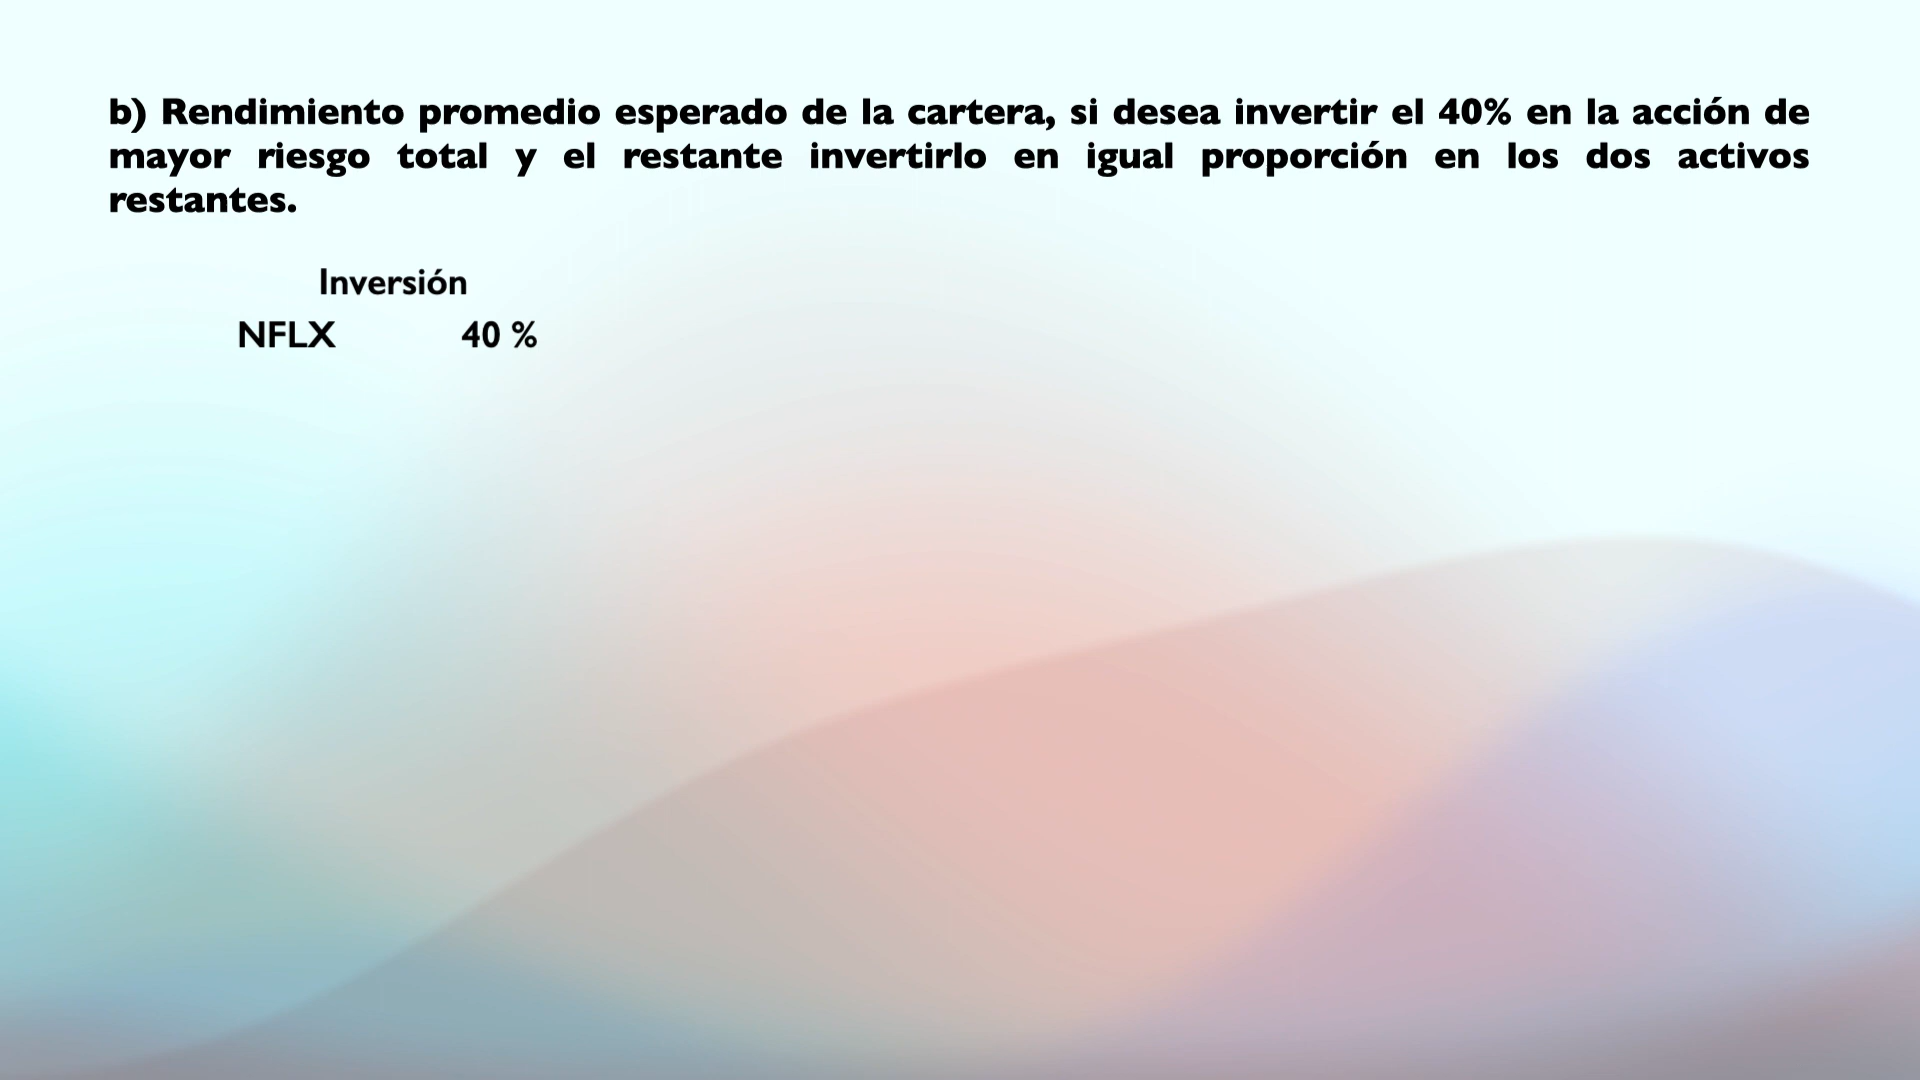 b) Rendimiento promedio esperado de la cartera, si desea invertir el 40% en la acción de
mayor riesgo total y el restante invertirlo en igual proporción en los dos activos
restantes.
Inversión
NFLX 40 %